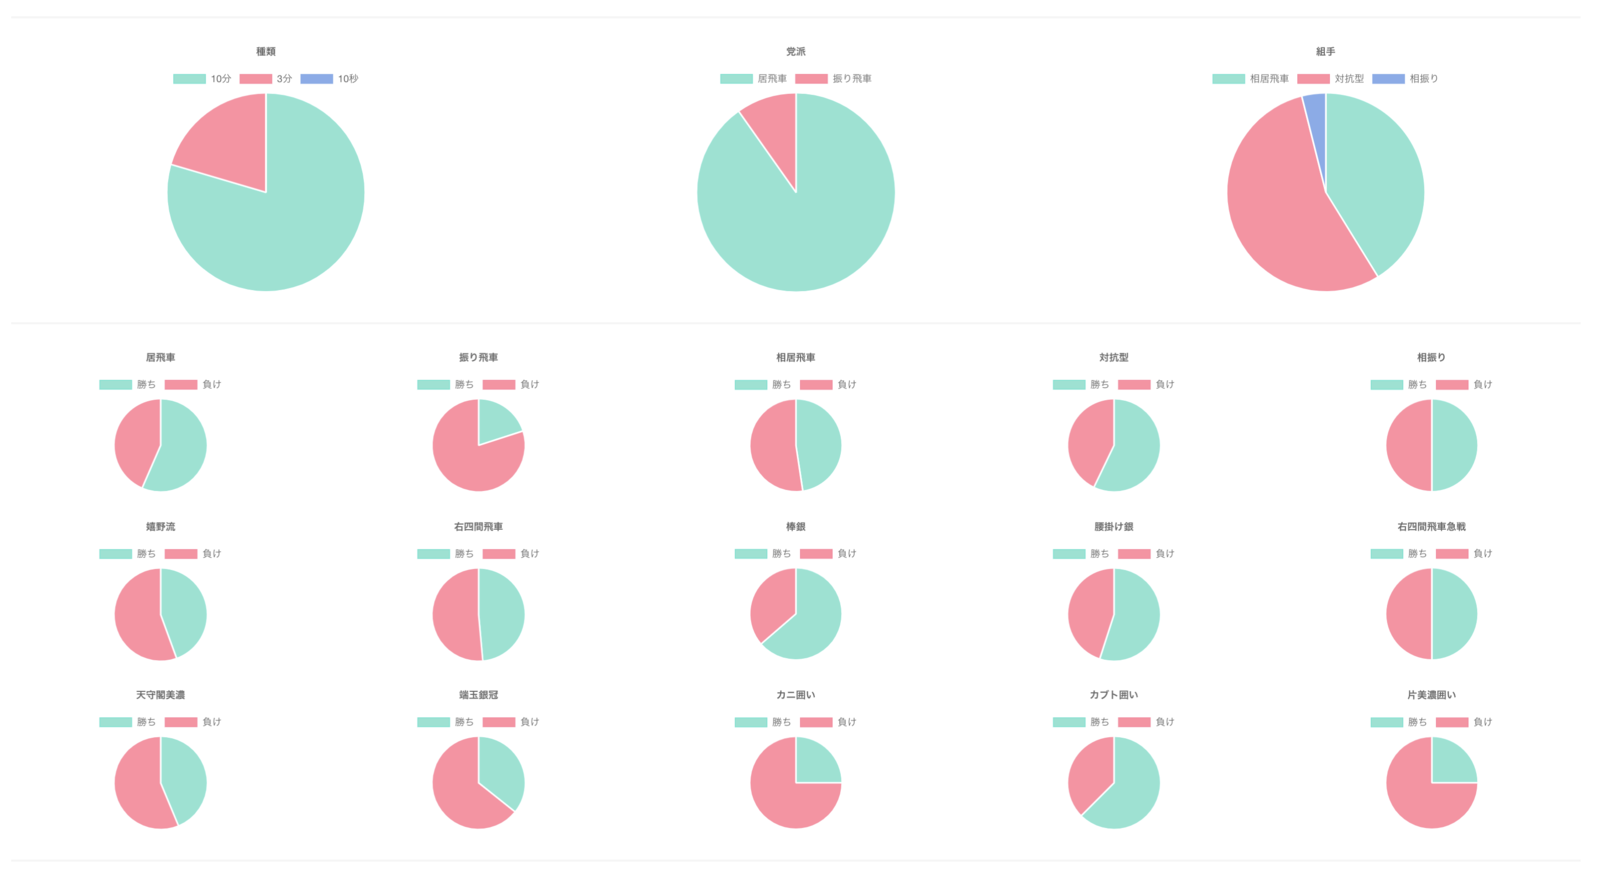 種類 党派 組手
10分 3分 10秒 居飛車 振り飛車 相居飛車 対抗型 相振り
居飛車 振り飛車 相居飛車 対抗型 相振り
勝ち 負け 勝ち 負け 勝ち 負け 勝ち 負け 勝ち 負け
嬉野流 右四間飛車 棒銀 腰掛け銀 右四間飛車急戦
勝ち 負け 勝ち 負け 勝ち 負け 勝ち 負け 勝ち 負け
天守閣美濃 端玉銀冠 カニ囲い カブト囲い 片美濃囲い
勝ち 負け 勝ち 負け 勝ち 負け 勝ち 負け 勝ち 負け